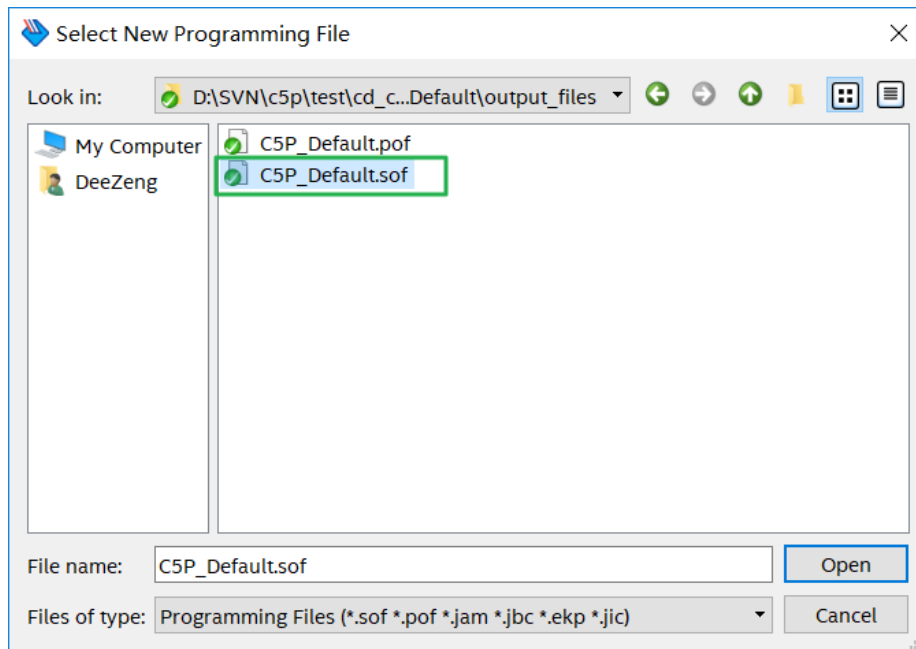 Select New Programming File
Look in: D:\SVN\c5p\test\cd_c...Default\output_files
My Computer
DeeZeng
C5P_Default.pof
C5P_Default.sof
File name: C5P_Default.sof Open
Files of type: Programming Files (*.sof *.pof *.jam *.jbc *.ekp *.jic) Cancel